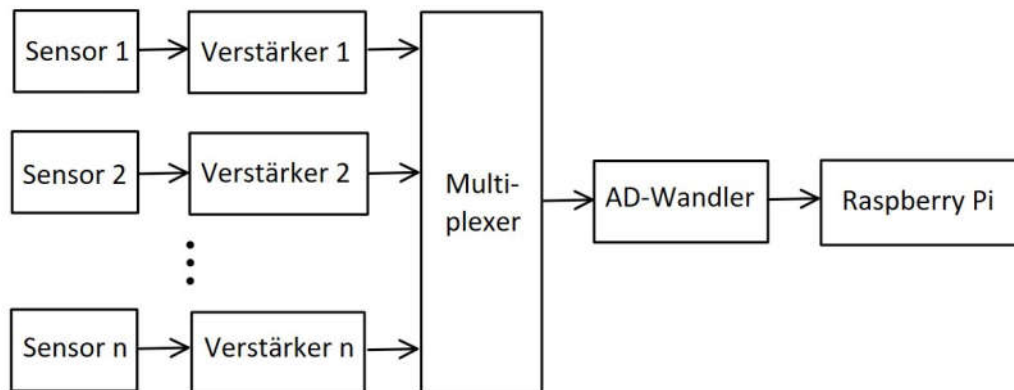 Sensor 1
Verstärker 1
Sensor 2
Verstärker 2
Multi-
plexer
AD-Wandler
Raspberry Pi
Sensor n
Verstärker n